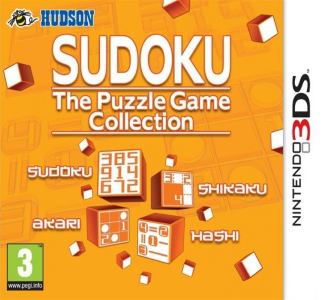 HUDSON
SUDOKU
The Puzzle Game
Collection
SUDOKU
385
914
672
SHIKAKU
AKARI
HASHI
NINTENDO 3DS
3
www.pegi.info